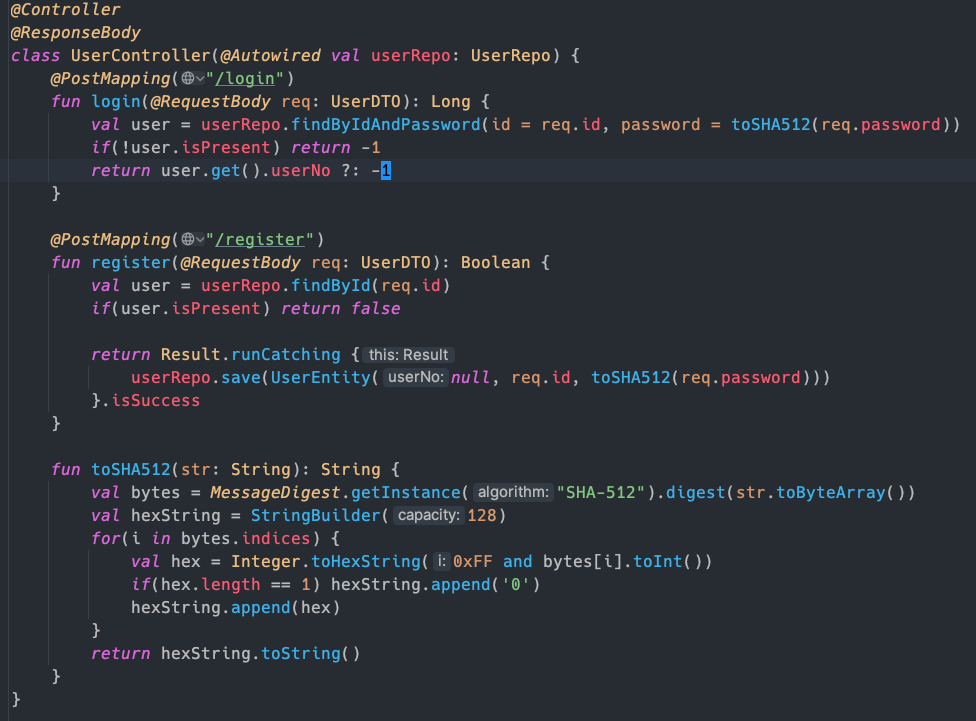 @Controller
@ResponseBody
class UserController(@Autowired val userRepo: UserRepo) {
    @PostMapping("/login")
    fun login(@RequestBody req: UserDTO): Long {
        val user = userRepo.findByIdAndPassword(id = req.id, password = toSHA512(req.password))
        if(!user.isPresent) return -1
        return user.get().userNo ?: -1
    }

    @PostMapping("/register")
    fun register(@RequestBody req: UserDTO): Boolean {
        val user = userRepo.findById(req.id)
        if(user.isPresent) return false

        return Result.runCatching { this: Result
            userRepo.save(UserEntity( userNo: null, req.id, toSHA512(req.password)))
        }.isSuccess
    }

    fun toSHA512(str: String): String {
        val bytes = MessageDigest.getInstance( algorithm: "SHA-512").digest(str.toByteArray())
        val hexString = StringBuilder( capacity: 128)
        for(i in bytes.indices) {
            val hex = Integer.toHexString( i: 0xFF and bytes[i].toInt())
            if(hex.length == 1) hexString.append('0')
            hexString.append(hex)
        }
        return hexString.toString()
    }
}